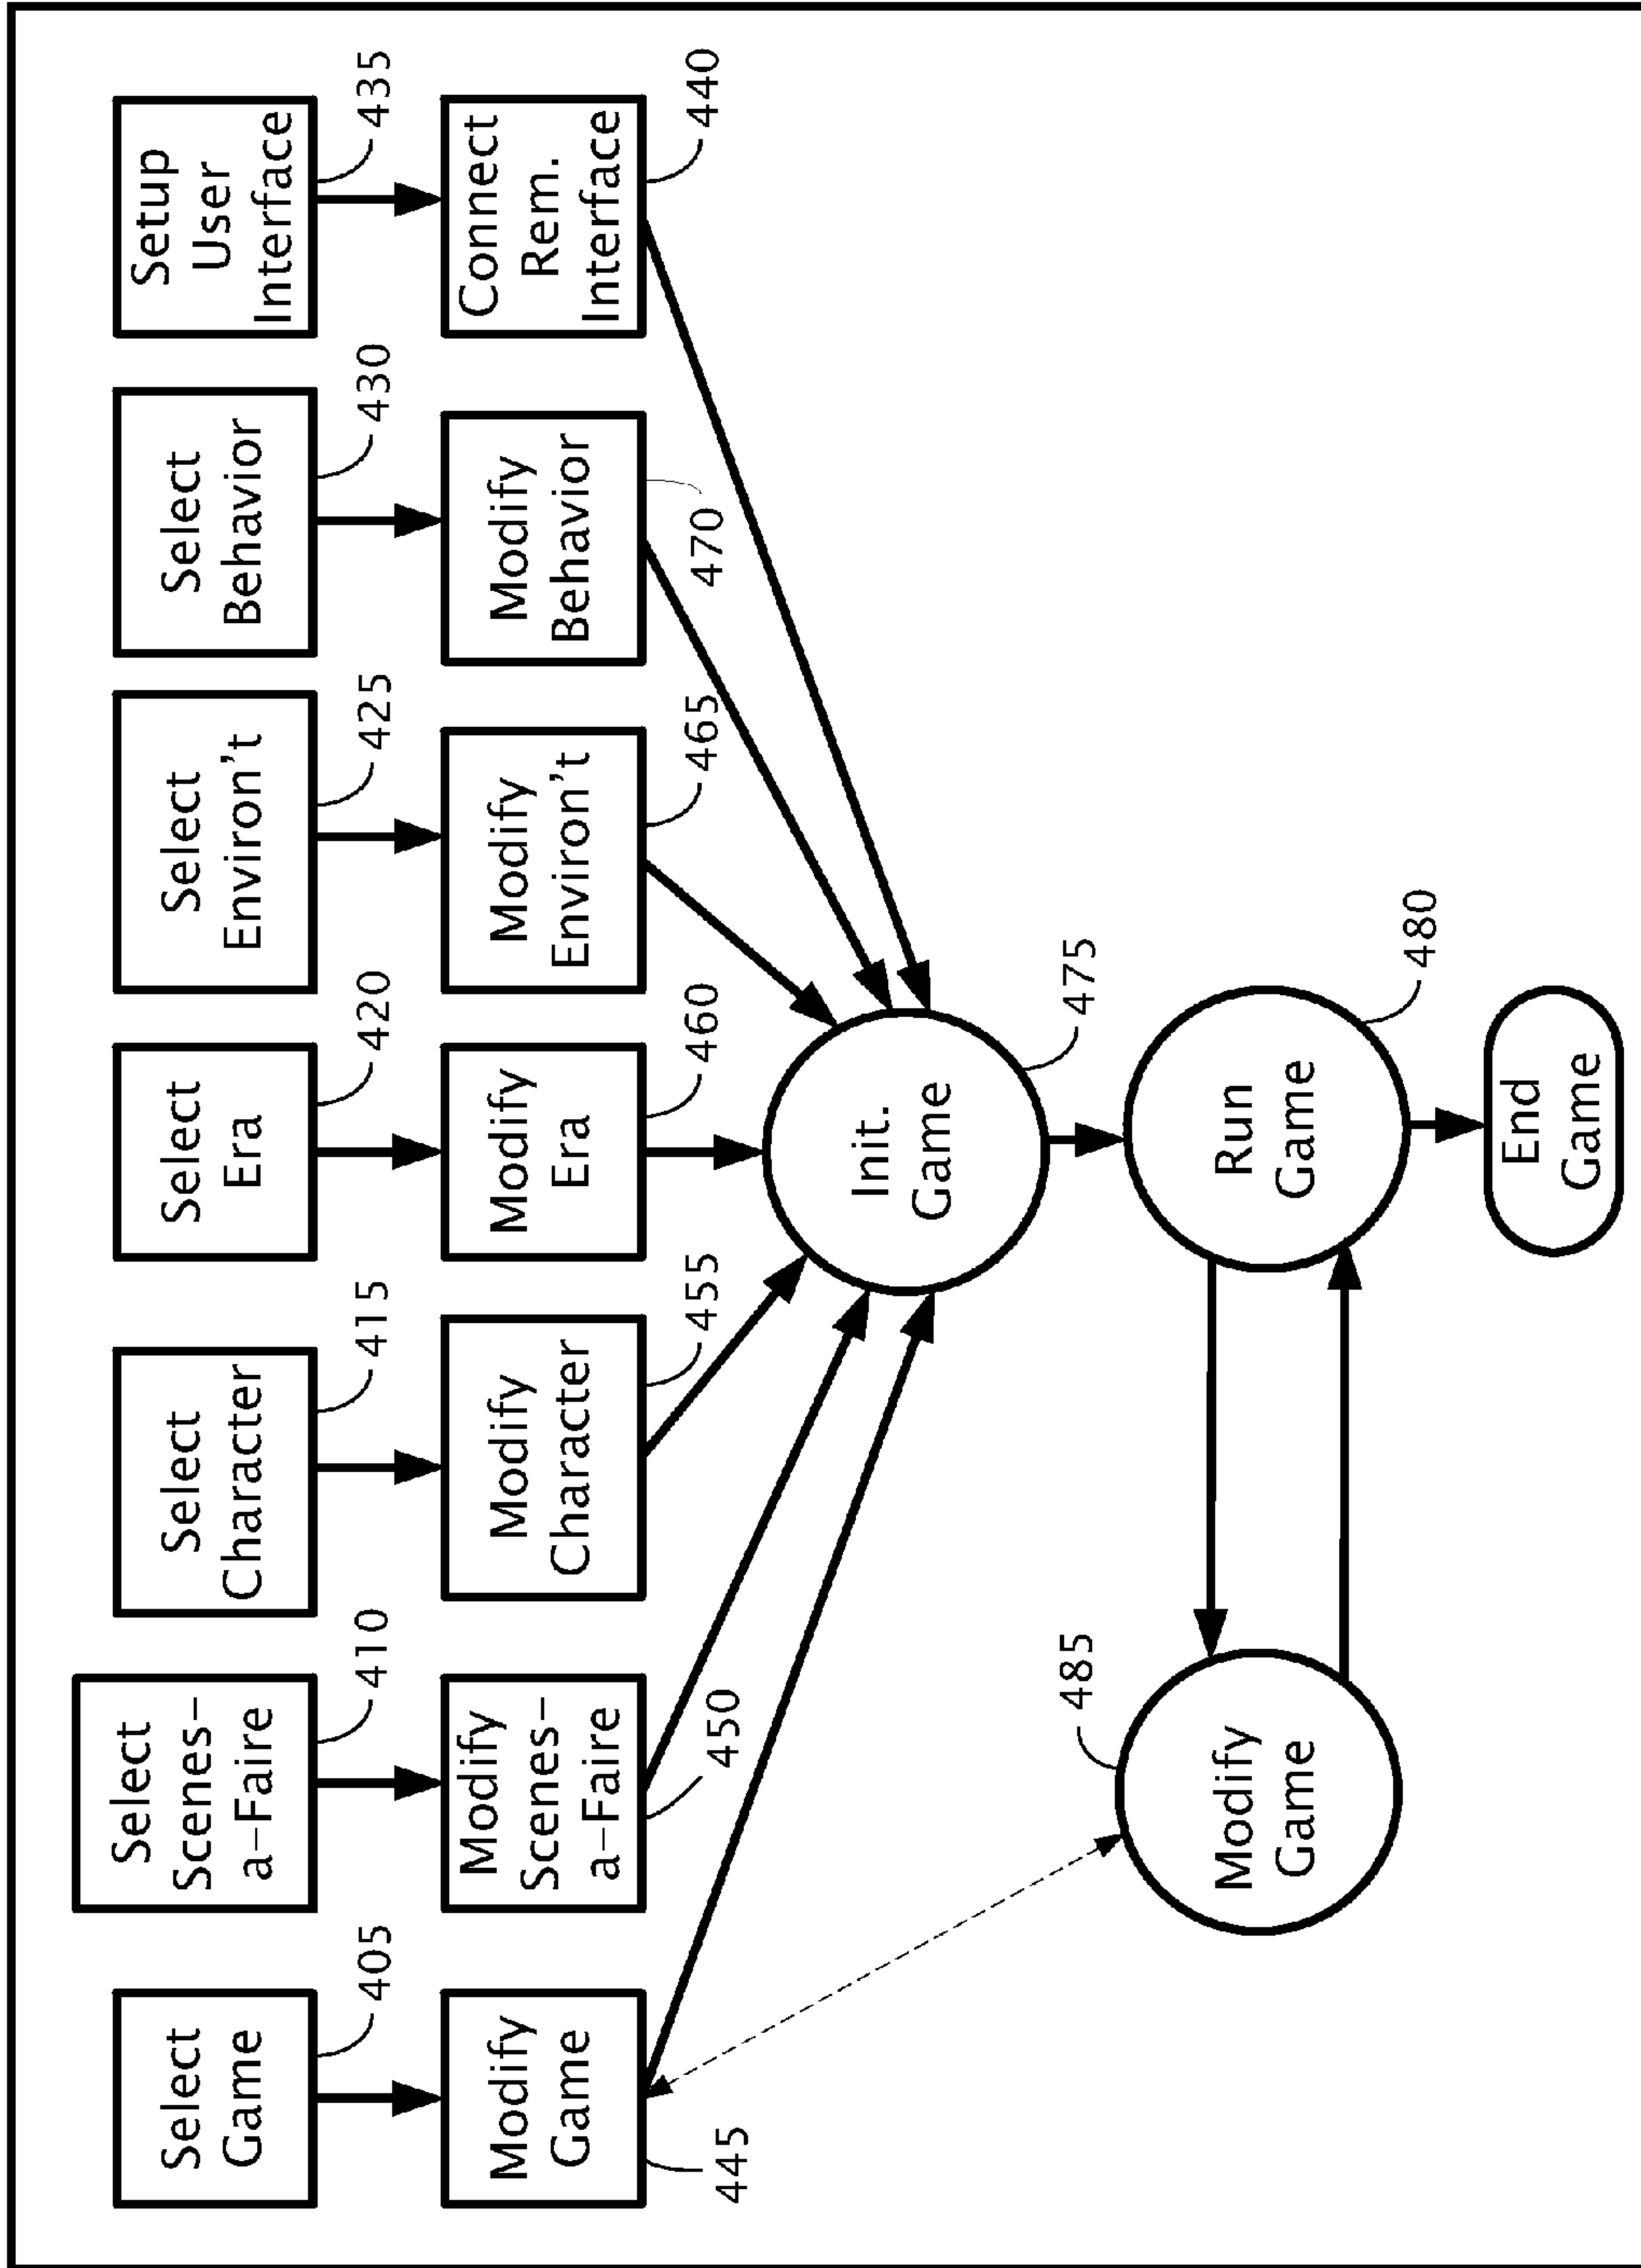 Select
Game
405
Select
Scenes-
a-Faire
410
Select
Character
415
Select
Era
420
Select
Environ't
425
Select
Behavior
430
Setup
User
Interface
435
Modify
Game
445
Modify
Scenes-
a-Faire
450
Modify
Character
455
Modify
Era
460
Modify
Environ't
465
Modify
Behavior
470
Connect
Rem.
Interface
440
Init.
Game
475
Modify
Game
485
Run
Game
480
End
Game